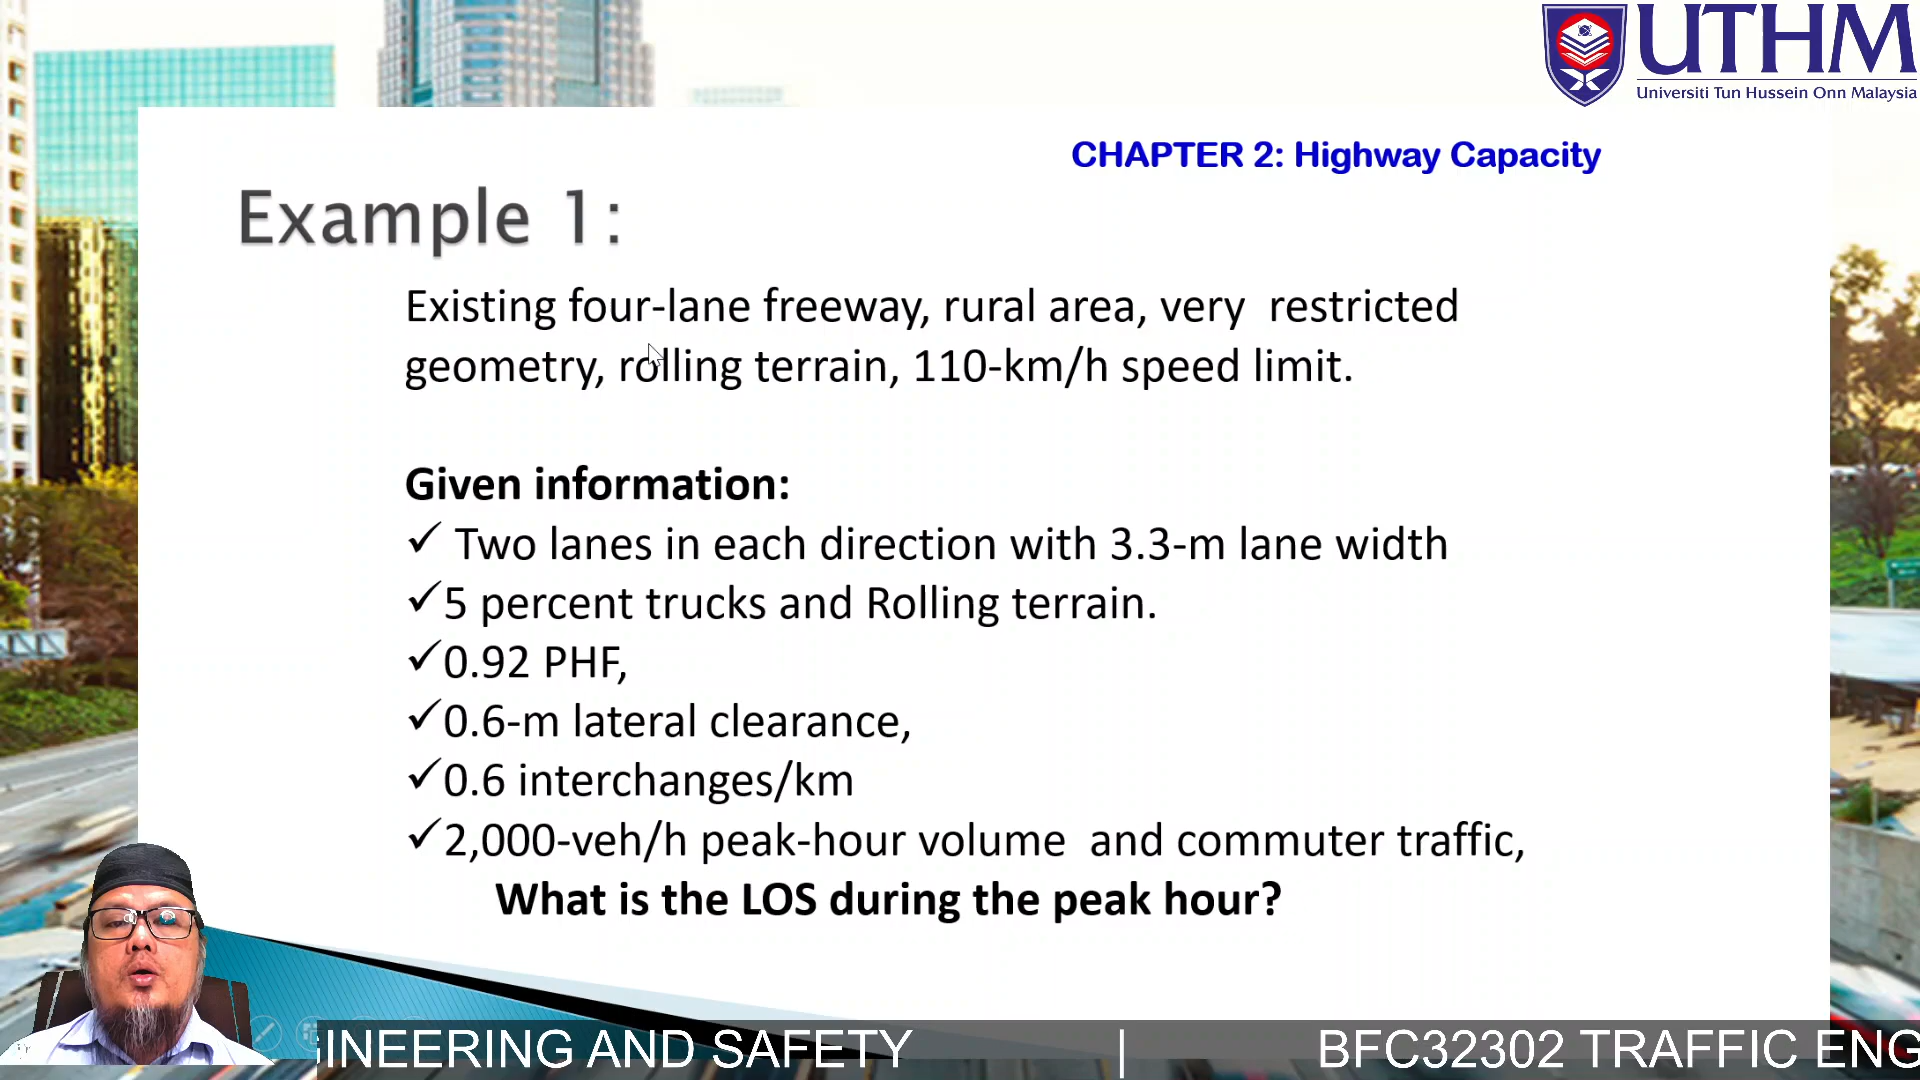 UTHM
Universiti Tun Hussein Onn Malaysia
CHAPTER 2: Highway Capacity
Example 1:
Existing four-lane freeway, rural area, very restricted
geometry, rolling terrain, 110-km/h speed limit.
Given information:
✓ Two lanes in each direction with 3.3-m lane width
✓5 percent trucks and Rolling terrain.
✓0.92 PHF,
✓0.6-m lateral clearance,
✓0.6 interchanges/km
✓2,000-veh/h peak-hour volume and commuter traffic,
What is the LOS during the peak hour?
INEERING AND SAFETY | BFC32302 TRAFFIC ENG